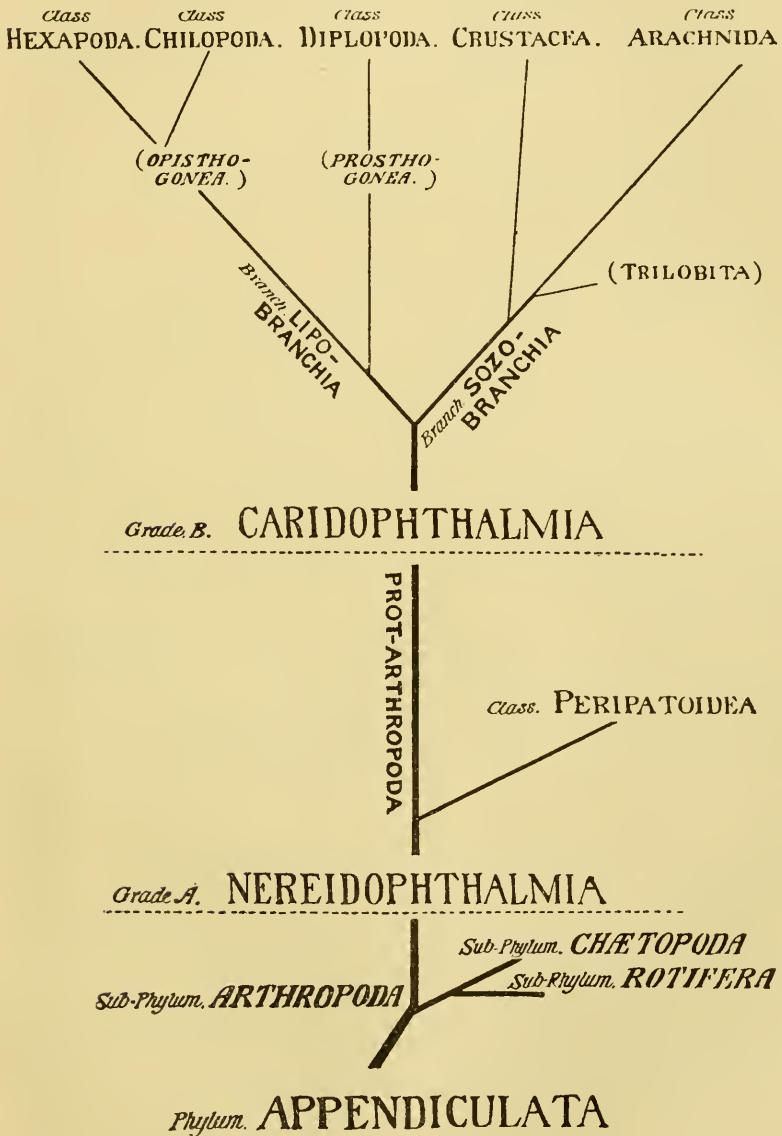 Class Class Class Class Class
HEXAPODA. CHILOPODA. DIPLOPODA. CRUSTACEA. ARACHNIDA
(OPISTHO-
GONEA.)
(PROSTHO-
GONEA.)
(TRILOBITA)
Branch. LIPO-
BRANCHIA
Branch. SOZO-
BRANCHIA
Grade. B. CARIDOPHTHALMIA
PROT-ARTHROPODA
Class. PERIPATOIDEA
Grade A. NEREIDOPHTHALMIA
Sub-Phylum. CHÆTOPODA
Sub-Phylum. ROTIFERA
Sub-Phylum. ARTHROPODA
Phylum. APPENDICULATA